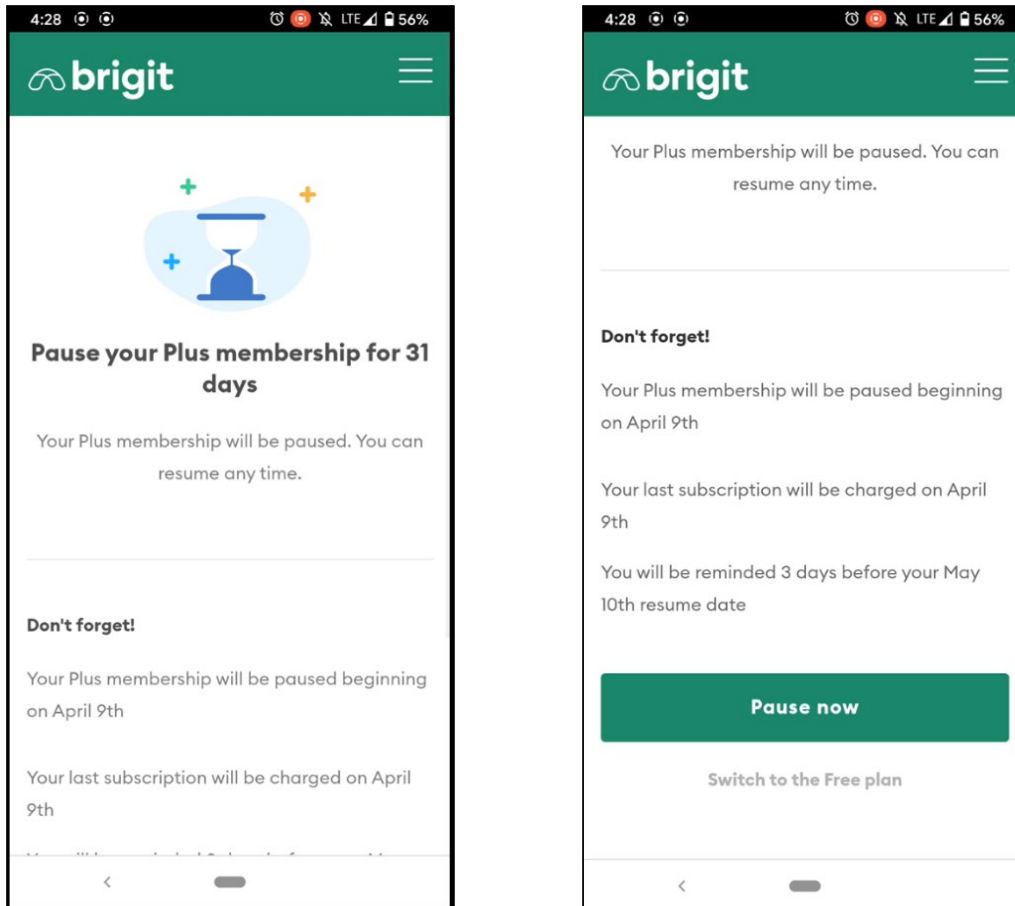 4:28
LTE 56%
brigit
Pause your Plus membership for 31
days
Your Plus membership will be paused. You can
resume any time.
Don't forget!
Your Plus membership will be paused beginning
on April 9th
Your last subscription will be charged on April
9th
4:28
LTE 56%
brigit
Your Plus membership will be paused. You can
resume any time.
Don't forget!
Your Plus membership will be paused beginning
on April 9th
Your last subscription will be charged on April
9th
You will be reminded 3 days before your May
10th resume date
Pause now
Switch to the Free plan